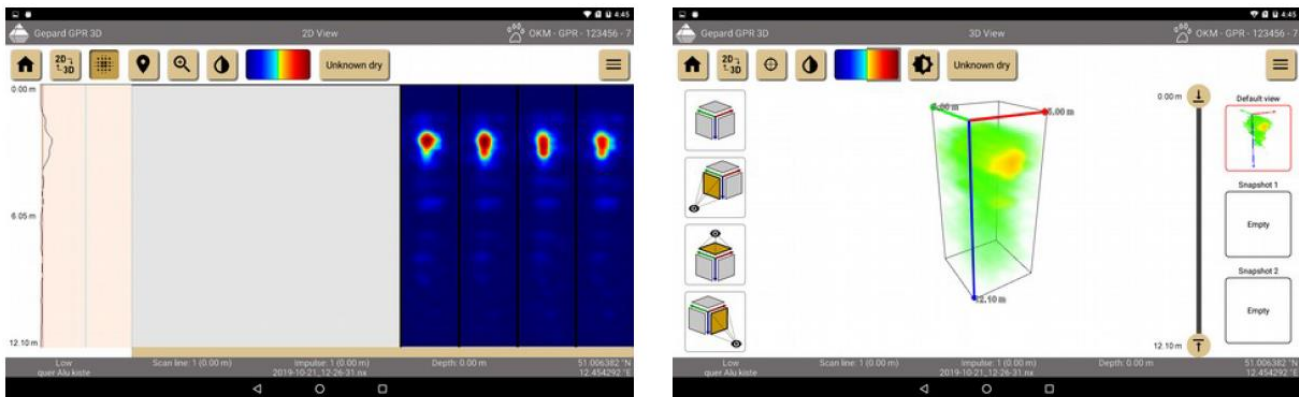 4:45
Gepard GPR 3D
2D View
OKM - GPR - 123456 - 7
2D
3D
Unknown dry
0.00 m
6.05 m
12.10 m
Low
Scan line: 1 (0.00 m)
Impulse: 1 (0.00 m)
Depth: 0.00 m
51.006382 °N
quer Alu kiste
2019-10-21_12-26-31.nx
12.454292 °E
4:45
Gepard GPR 3D
3D View
OKM - GPR - 123456 - 7
2D
3D
Unknown dry
0.00 m
Default view
12.10 m
Snapshot 1
Empty
Snapshot 2
Empty
12.10 m
Low
Scan line: 1 (0.00 m)
Impulse: 1 (0.00 m)
Depth: 0.00 m
51.006382 °N
quer Alu kiste
2019-10-21_12-26-31.nx
12.454292 °E